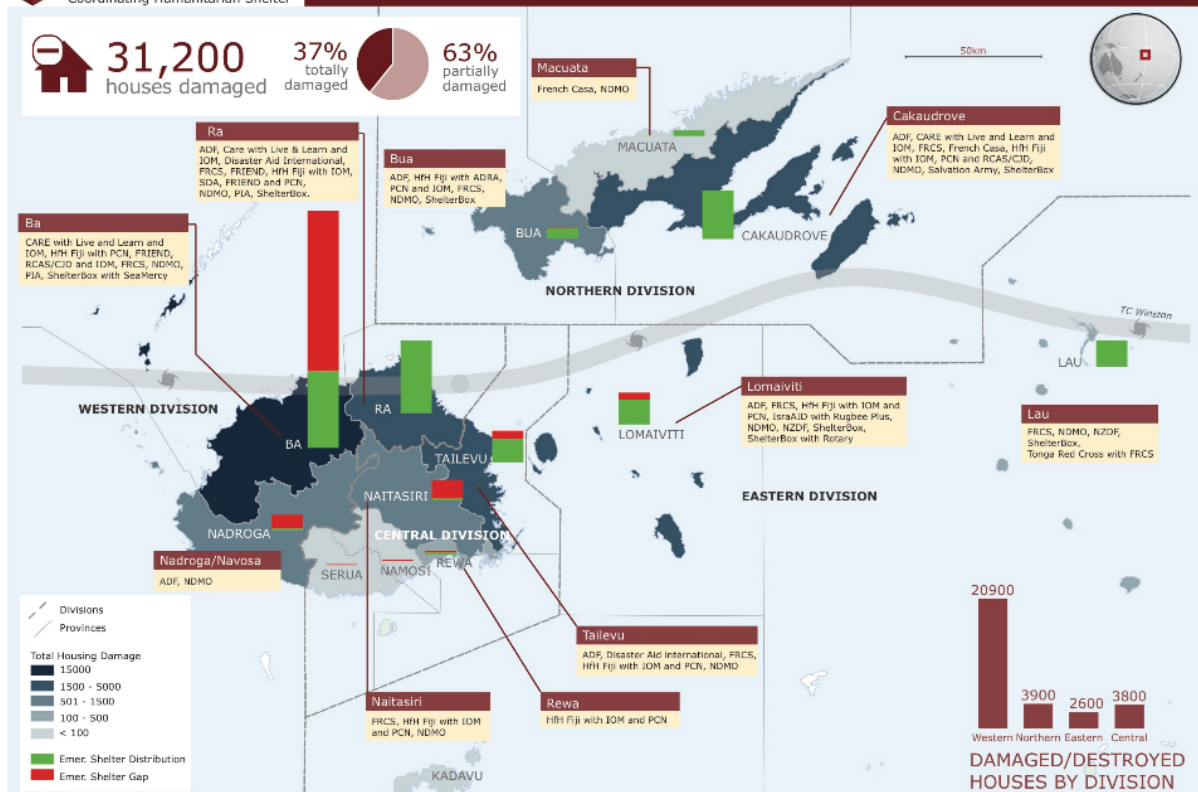 Coordinating Humanitarian Shelter
31,200
houses damaged
37%
totally
damaged
63%
partially
damaged
50km
Macuata
French Casa, NDMO
MACUATA
Cakaudrove
ADF, CARE with Live and Learn and
IOM, FRCS, French Casa, HfH Fiji
with IOM, PCN and RCAS/CJD,
NDMO, Salvation Army, ShelterBox
CAKAUDROVE
Ra
ADF, Care with Live & Learn and
IOM, Disaster Aid International,
FRCS, FRIEND, HfH Fiji with IOM,
SDA, FRIEND and PCN,
NDMO, PIA, ShelterBox.
Bua
ADF, HfH Fiji with ADRA,
PCN and IOM, FRCS,
NDMO, ShelterBox
BUA
Ba
CARE with Live and Learn and
IOM, HfH Fiji with PCN, FRIEND,
RCAS/CJD and IOM, FRCS, NDMO,
PIA, ShelterBox with SeaMercy
NORTHERN DIVISION
TC Winston
LAU
WESTERN DIVISION
RA
BA
TAILEVU
LOMAIVITI
Lomaiviti
ADF, FRCS, HfH Fiji with IOM and
PCN, IsraAID with Rugbee Plus,
NDMO, NZDF, ShelterBox,
ShelterBox with Rotary
Lau
FRCS, NDMO, NZDF,
ShelterBox,
Tonga Red Cross with FRCS
EASTERN DIVISION
NAITASIRI
NADROGA
CENTRAL DIVISION
REWA
NAMOSI
SERUA
Nadroga/Navosa
ADF, NDMO
Divisions
Provinces
Total Housing Damage
15000
1500 - 5000
501 - 1500
100 - 500
< 100
Emer. Shelter Distribution
Emer. Shelter Gap
Tailevu
ADF, Disaster Aid international, FRCS,
HfH Fiji with IOM and PCN, NDMO
Naitasiri
FRCS, HfH Fiji with IOM
and PCN, NDMO
Rewa
HfH Fiji with IOM and PCN
KADAVU
20900
3900
2600
3800
Western
Northern
Eastern
Central
DAMAGED/DESTROYED
HOUSES BY DIVISION